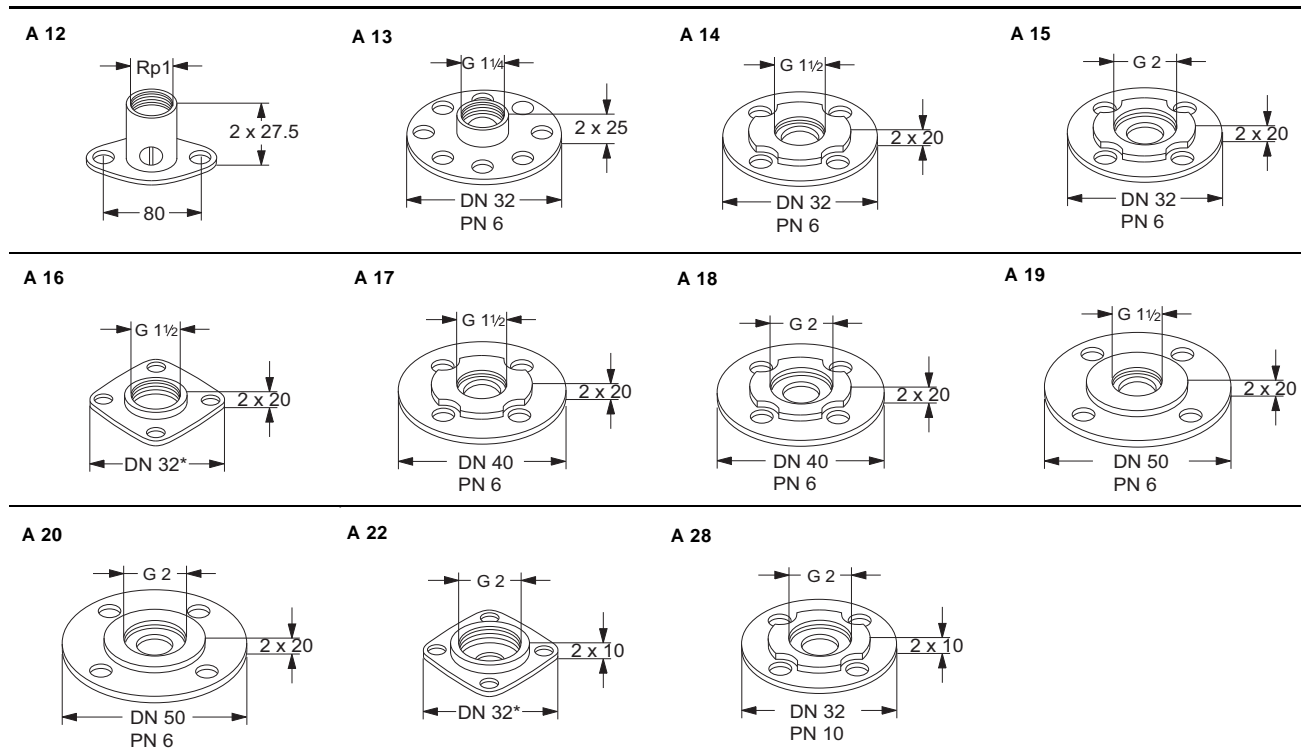 A 12
Rp1
2 x 27.5
80
A 13
G 1¼
2 x 25
DN 32
PN 6
A 14
G 1½
2 x 20
DN 32
PN 6
A 15
G 2
2 x 20
DN 32
PN 6
A 16
G 1½
2 x 20
DN 32*
A 17
G 1½
2 x 20
DN 40
PN 6
A 18
G 2
2 x 20
DN 40
PN 6
A 19
G 1½
2 x 20
DN 50
PN 6
A 20
G 2
2 x 20
DN 50
PN 6
A 22
G 2
2 x 10
DN 32*
A 28
G 2
2 x 10
DN 32
PN 10